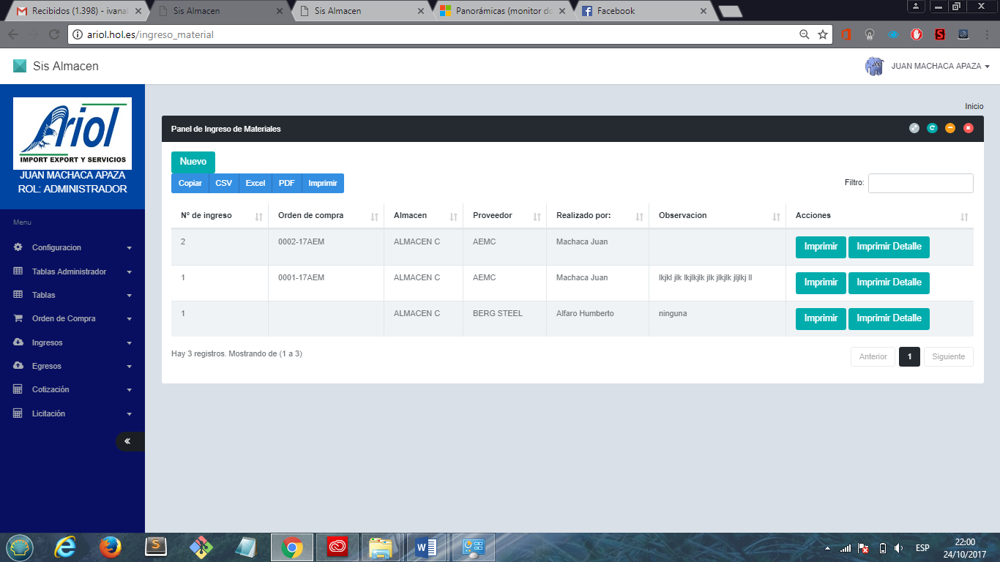 Recibidos (1.398) - ivanal
Sis Almacen
Sis Almacen
Panorámicas (monitor do
Facebook
ariol.hol.es/ingreso_material
Sis Almacen
JUAN MACHACA APAZA
Ariol
IMPORT EXPORT Y SERVICIOS
JUAN MACHACA APAZA
ROL: ADMINISTRADOR
Menu
Configuracion
Tablas Administrador
Tablas
Orden de Compra
Ingresos
Egresos
Cotización
Licitación
Inicio
Panel de Ingreso de Materiales
Nuevo
Copiar CSV Excel PDF Imprimir
Filtro:
N° de ingreso Orden de compra Almacen Proveedor Realizado por: Observacion Acciones
2 0002-17AEM ALMACEN C AEMC Machaca Juan Imprimir Imprimir Detalle
1 0001-17AEM ALMACEN C AEMC Machaca Juan lkjkl jlk lkjlkjlk jlk jlkjlk jljlkj ll Imprimir Imprimir Detalle
1 ALMACEN C BERG STEEL Alfaro Humberto ninguna Imprimir Imprimir Detalle
Hay 3 registros. Mostrando de (1 a 3)
Anterior 1 Siguiente
ESP
22:00
24/10/2017